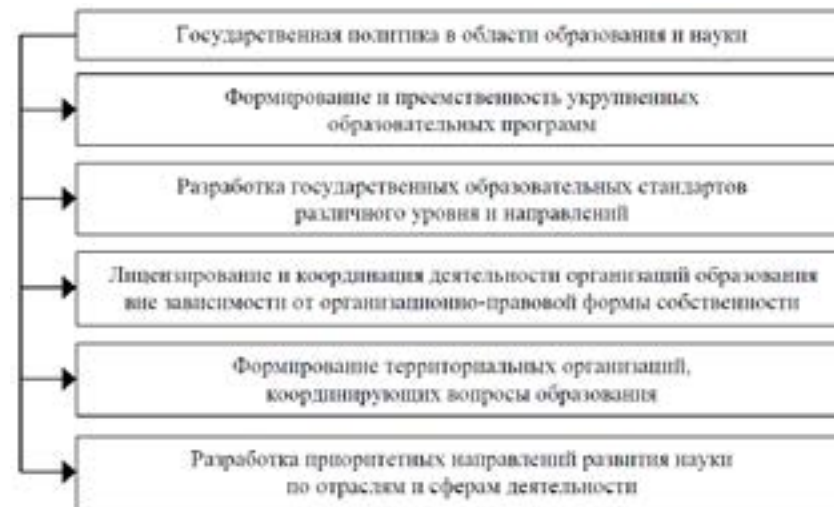 Государственная политика в области образования и науки
Формирование и преемственность укрупненных
образовательных программ
Разработка государственных образовательных стандартов
различного уровня и направлений
Лицензирование и координация деятельности организаций образования
вне зависимости от организационно-правовой формы собственности
Формирование территориальных организаций,
координирующих вопросы образования
Разработка приоритетных направлений развития науки
по отраслям и сферам деятельности